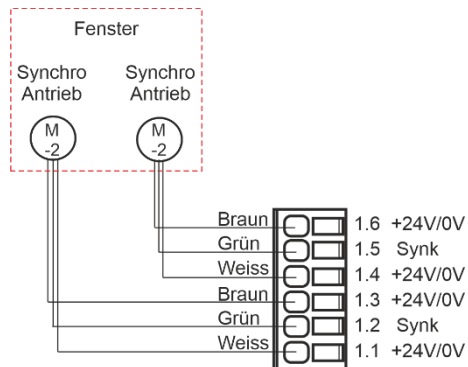 Fenster
Synchro Antrieb
Synchro Antrieb
M -2
M -2
Braun 1.6 +24V/0V
Grün 1.5 Synk
Weiss 1.4 +24V/0V
Braun 1.3 +24V/0V
Grün 1.2 Synk
Weiss 1.1 +24V/0V